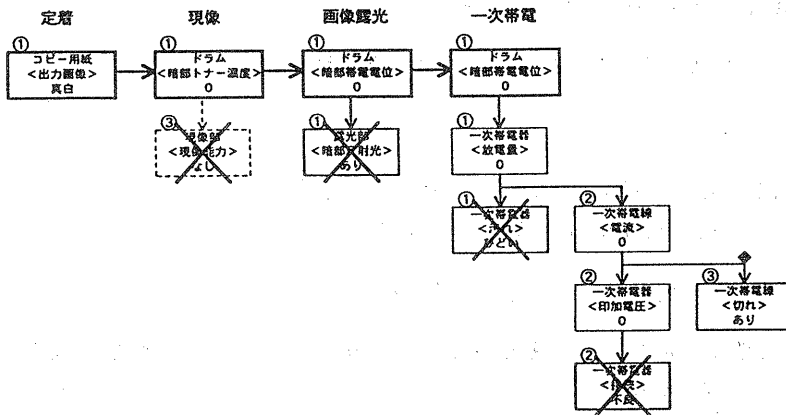 定着 現像 画像露光 一次帯電
①
コピー用紙
<出力画像>
真白
①
ドラム
<暗部トナー濃度>
0
①
ドラム
<暗部帯電電位>
0
①
ドラム
<暗部帯電電位>
0
③
現像器
<現像能力>
なし
①
露光部
<暗部反射光>
あり
①
一次帯電器
<放電量>
0
①
一次帯電器
<汚れ>
ひどい
②
一次帯電線
<電流>
0
②
一次帯電器
<印加電圧>
0
③
一次帯電線
<切れ>
あり
②
一次帯電器
不良